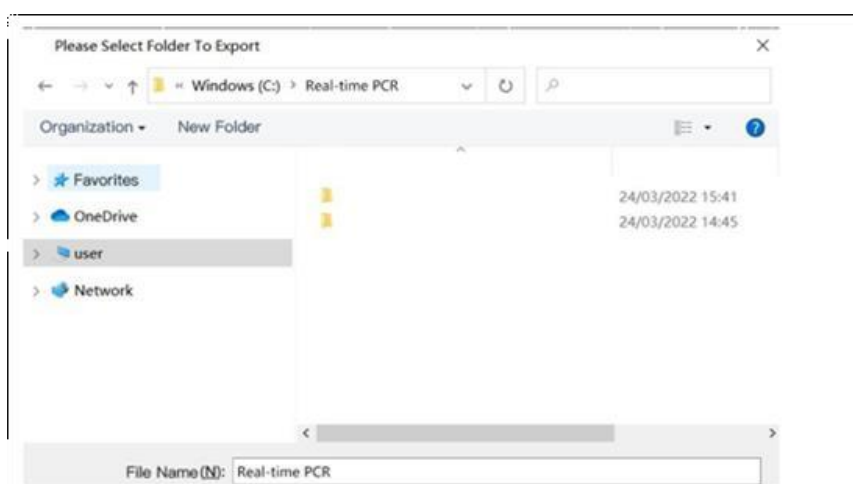 Please Select Folder To Export
« Windows (C:) > Real-time PCR
Organization
New Folder
Favorites
24/03/2022 15:41
OneDrive
24/03/2022 14:45
user
Network
File Name(N): Real-time PCR